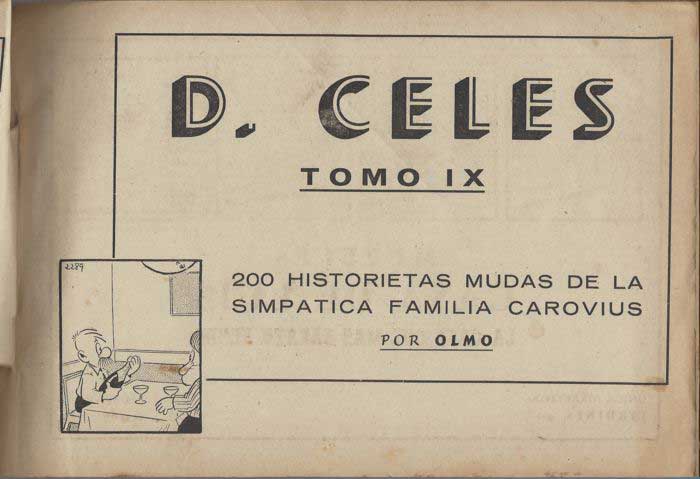 D. CELES
TOMO IX
2289
200 HISTORIETAS MUDAS DE LA
SIMPATICA FAMILIA CAROVIUS
POR OLMO